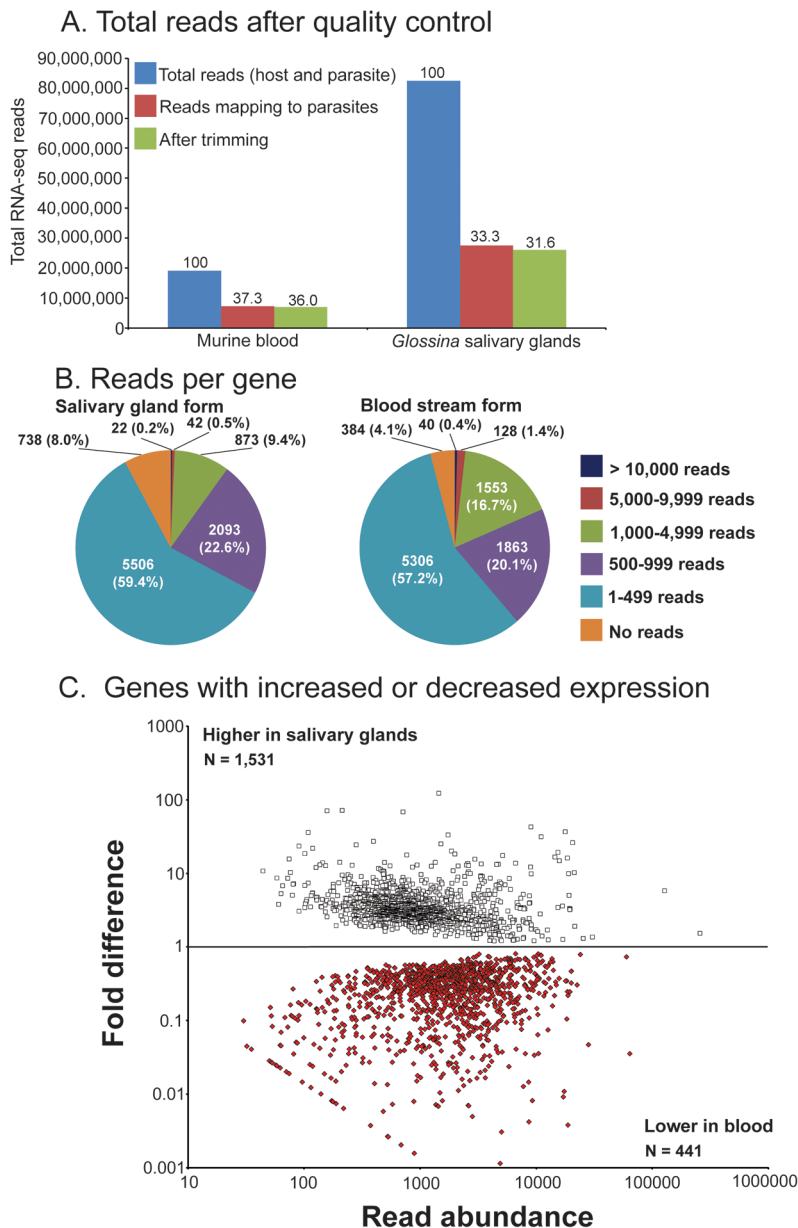 A. Total reads after quality control
Total RNA-seq reads
90,000,000
80,000,000
70,000,000
60,000,000
50,000,000
40,000,000
30,000,000
20,000,000
10,000,000
0
Total reads (host and parasite)
Reads mapping to parasites
After trimming
100
37.3
36.0
100
33.3
31.6
Murine blood
Glossina salivary glands
B. Reads per gene
Salivary gland form
22 (0.2%)
42 (0.5%)
738 (8.0%)
873 (9.4%)
2093
(22.6%)
5506
(59.4%)
Blood stream form
40 (0.4%)
384 (4.1%)
128 (1.4%)
1553
(16.7%)
1863
(20.1%)
5306
(57.2%)
> 10,000 reads
5,000-9,999 reads
1,000-4,999 reads
500-999 reads
1-499 reads
No reads
C. Genes with increased or decreased expression
Fold difference
1000
100
10
1
0.1
0.01
0.001
Higher in salivary glands
N = 1,531
Lower in blood
N = 441
10
100
1000
10000
100000
1000000
Read abundance